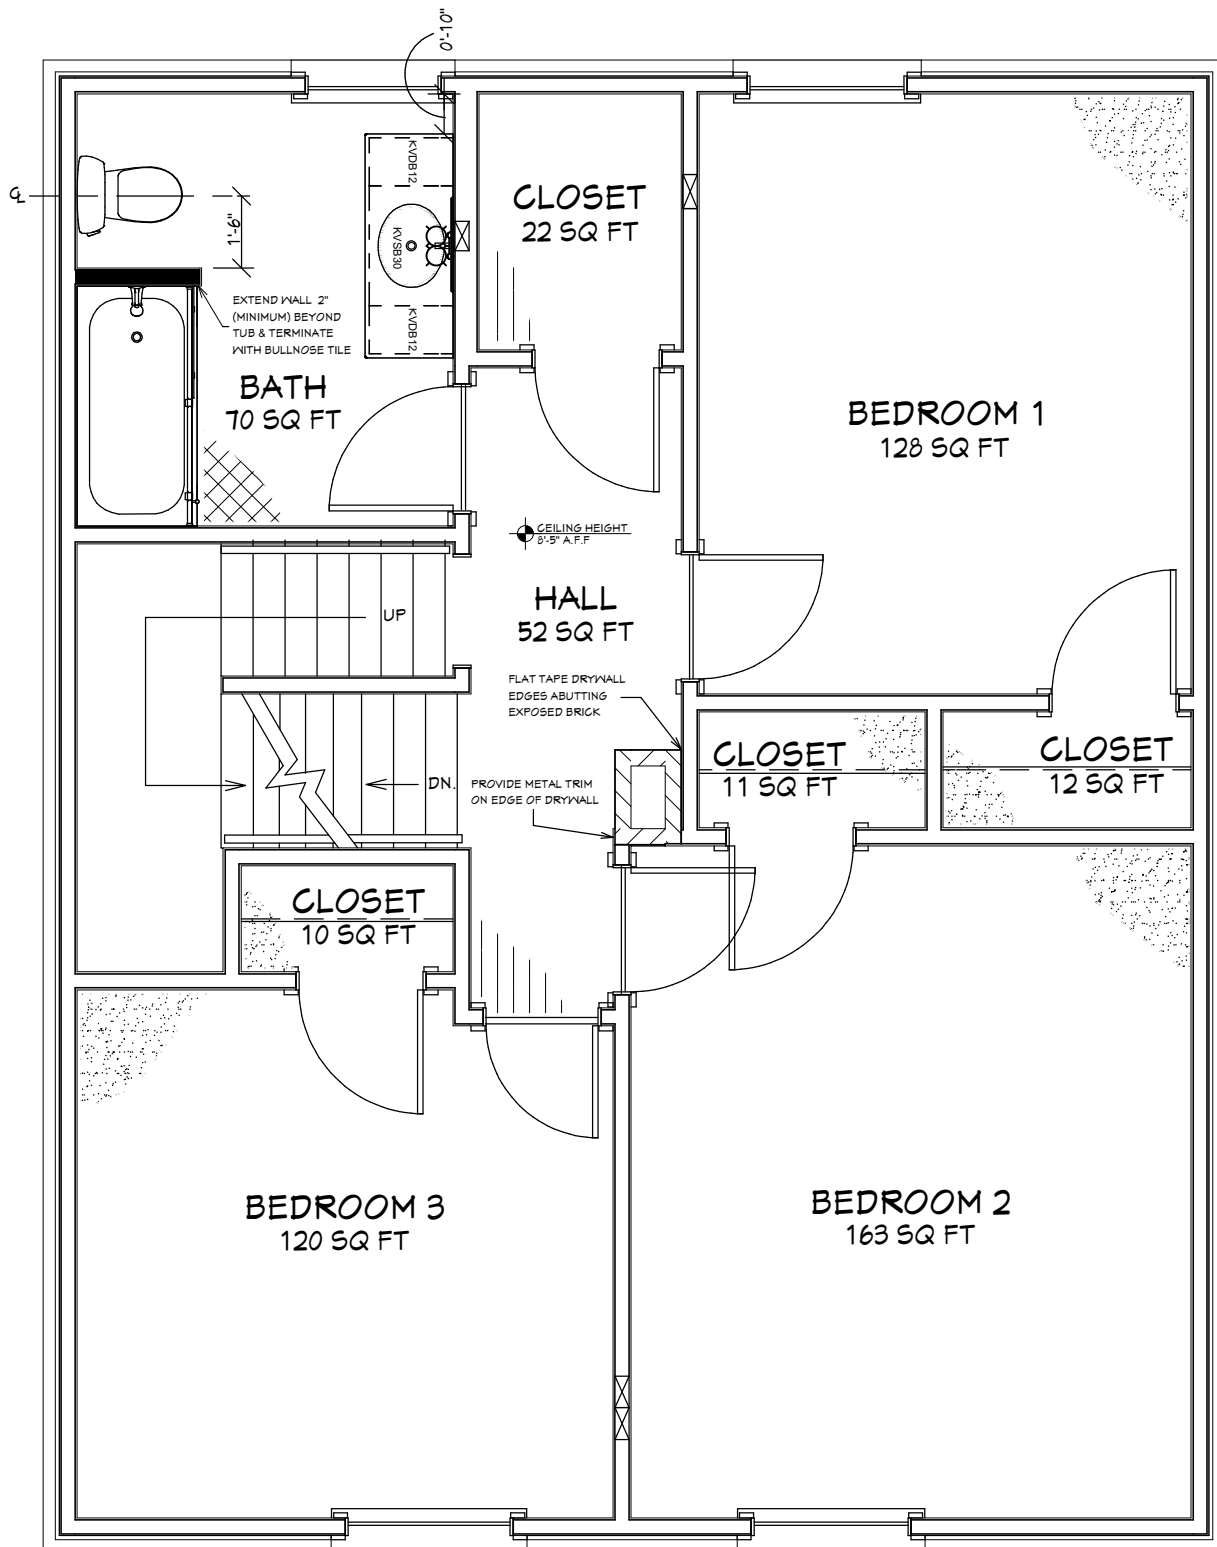 0'-10"
KVDB12
℄
CLOSET
22 SQ FT
1'-6"
KVSB30
EXTEND WALL 2"
(MINIMUM) BEYOND
TUB & TERMINATE
WITH BULLNOSE TILE
KVDB12
BATH
70 SQ FT
BEDROOM 1
128 SQ FT
CEILING HEIGHT
8'-5" A.F.F
HALL
52 SQ FT
UP
FLAT TAPE DRYWALL
EDGES ABUTTING
EXPOSED BRICK
CLOSET
11 SQ FT
CLOSET
12 SQ FT
DN.
PROVIDE METAL TRIM
ON EDGE OF DRYWALL
CLOSET
10 SQ FT
BEDROOM 3
120 SQ FT
BEDROOM 2
163 SQ FT